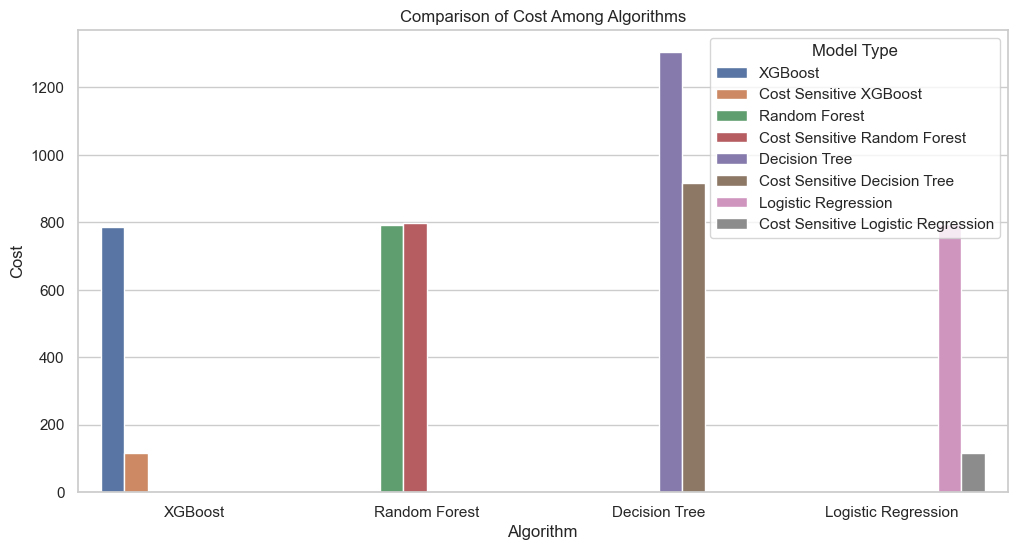 Comparison of Cost Among Algorithms
Model Type
XGBoost
Cost Sensitive XGBoost
Random Forest
Cost Sensitive Random Forest
Decision Tree
Cost Sensitive Decision Tree
Logistic Regression
Cost Sensitive Logistic Regression
Cost
1200
1000
800
600
400
200
0
XGBoost
Random Forest
Decision Tree
Logistic Regression
Algorithm